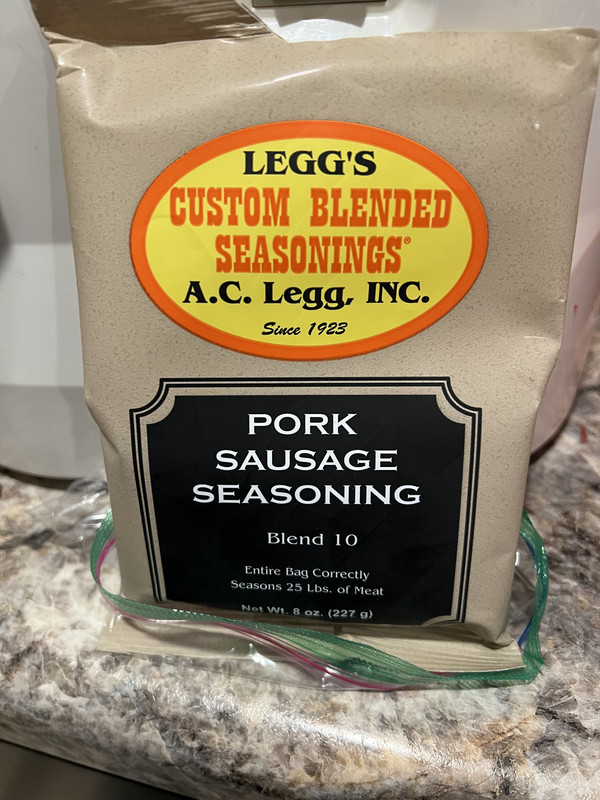 LEGG'S
CUSTOM BLENDED
SEASONINGS®
A.C. Legg, INC.
Since 1923
PORK
SAUSAGE
SEASONING
Blend 10
Entire Bag Correctly
Seasons 25 Lbs. of Meat
Net Wt. 8 oz. (227 g)